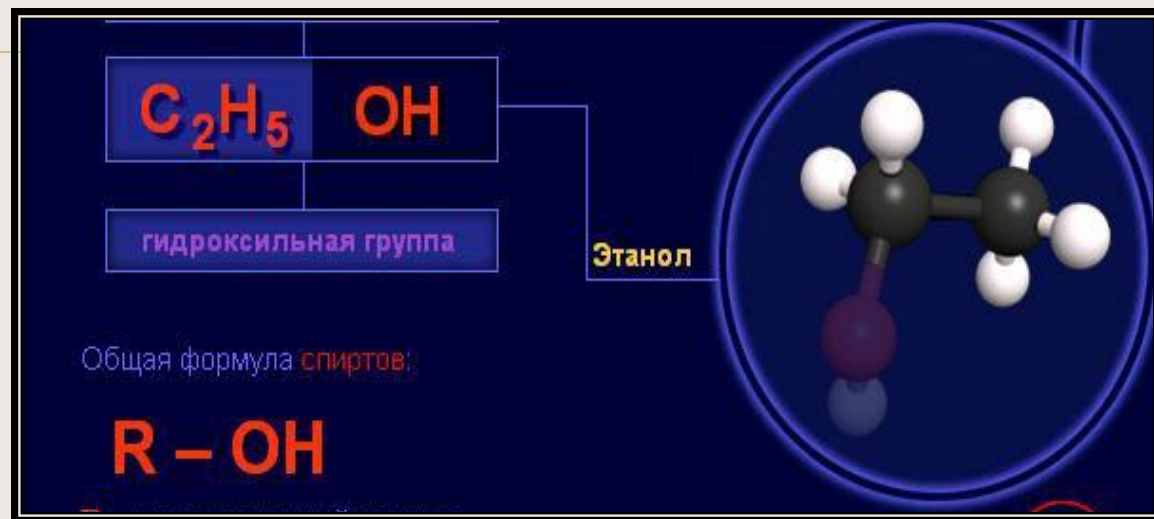 C₂H₅ OH
гидроксильная группа
Этанол
Общая формула спиртов:
R – OH